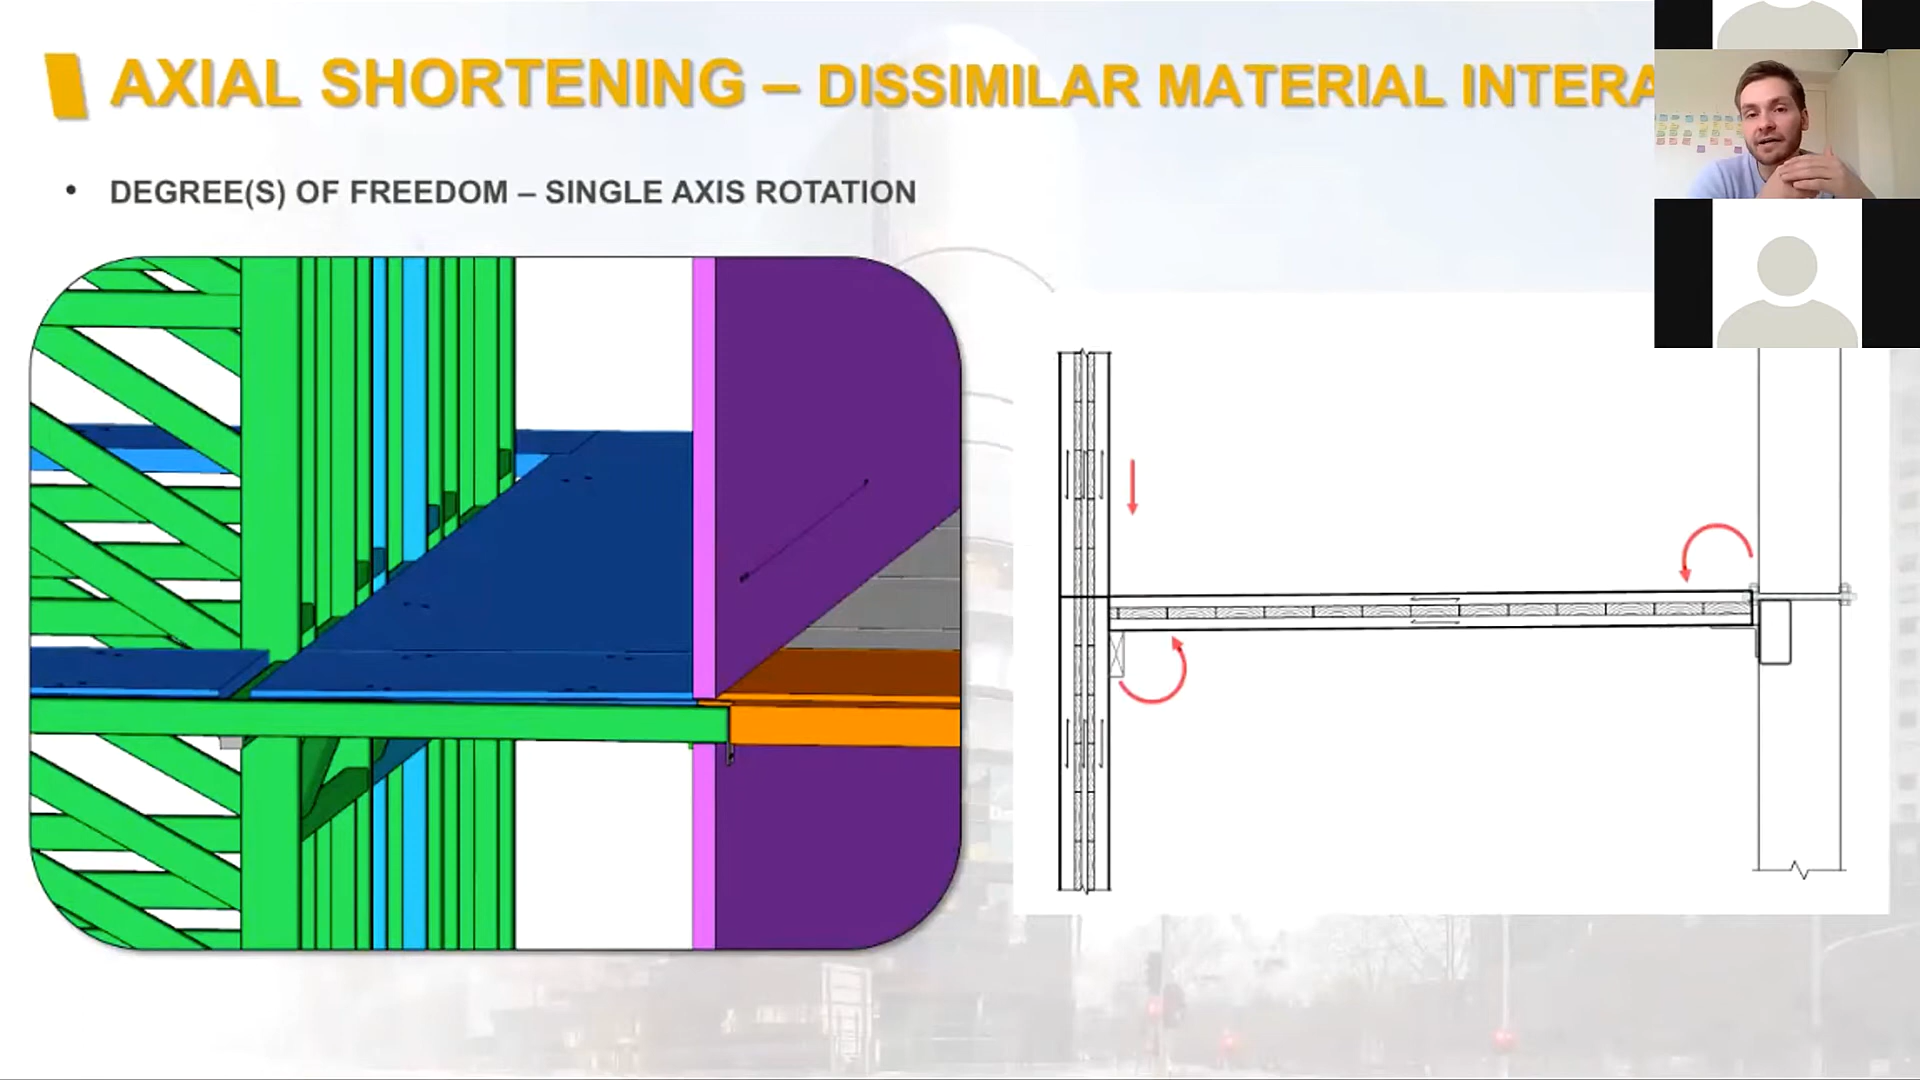 AXIAL SHORTENING – DISSIMILAR MATERIAL INTERA
• DEGREE(S) OF FREEDOM – SINGLE AXIS ROTATION